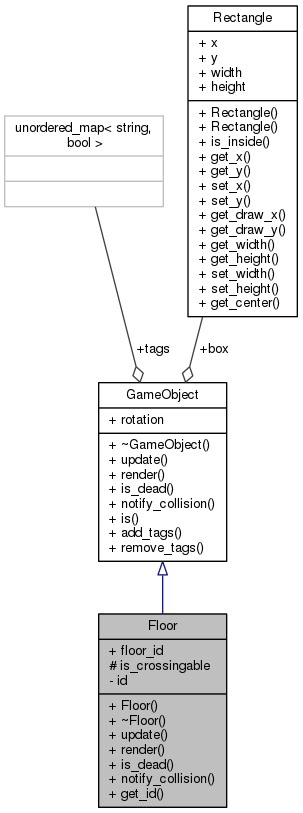 Rectangle
+ x
+ y
+ width
+ height
+ Rectangle()
+ Rectangle()
+ is_inside()
+ get_x()
+ get_y()
+ set_x()
+ set_y()
+ get_draw_x()
+ get_draw_y()
+ get_width()
+ get_height()
+ set_width()
+ set_height()
+ get_center()
unordered_map< string,
bool >
+tags
+box
GameObject
+ rotation
+ ~GameObject()
+ update()
+ render()
+ is_dead()
+ notify_collision()
+ is()
+ add_tags()
+ remove_tags()
Floor
+ floor_id
# is_crossingable
- id
+ Floor()
+ ~Floor()
+ update()
+ render()
+ is_dead()
+ notify_collision()
+ get_id()